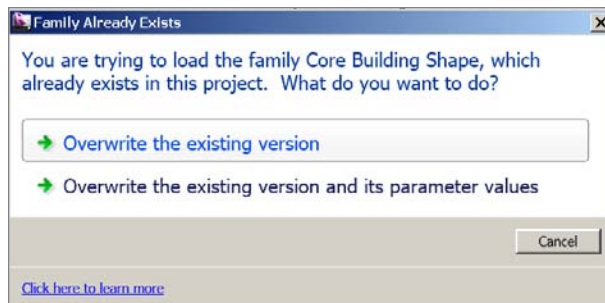 Family Already Exists
You are trying to load the family Core Building Shape, which
already exists in this project. What do you want to do?
Overwrite the existing version
Overwrite the existing version and its parameter values
Cancel
Click here to learn more